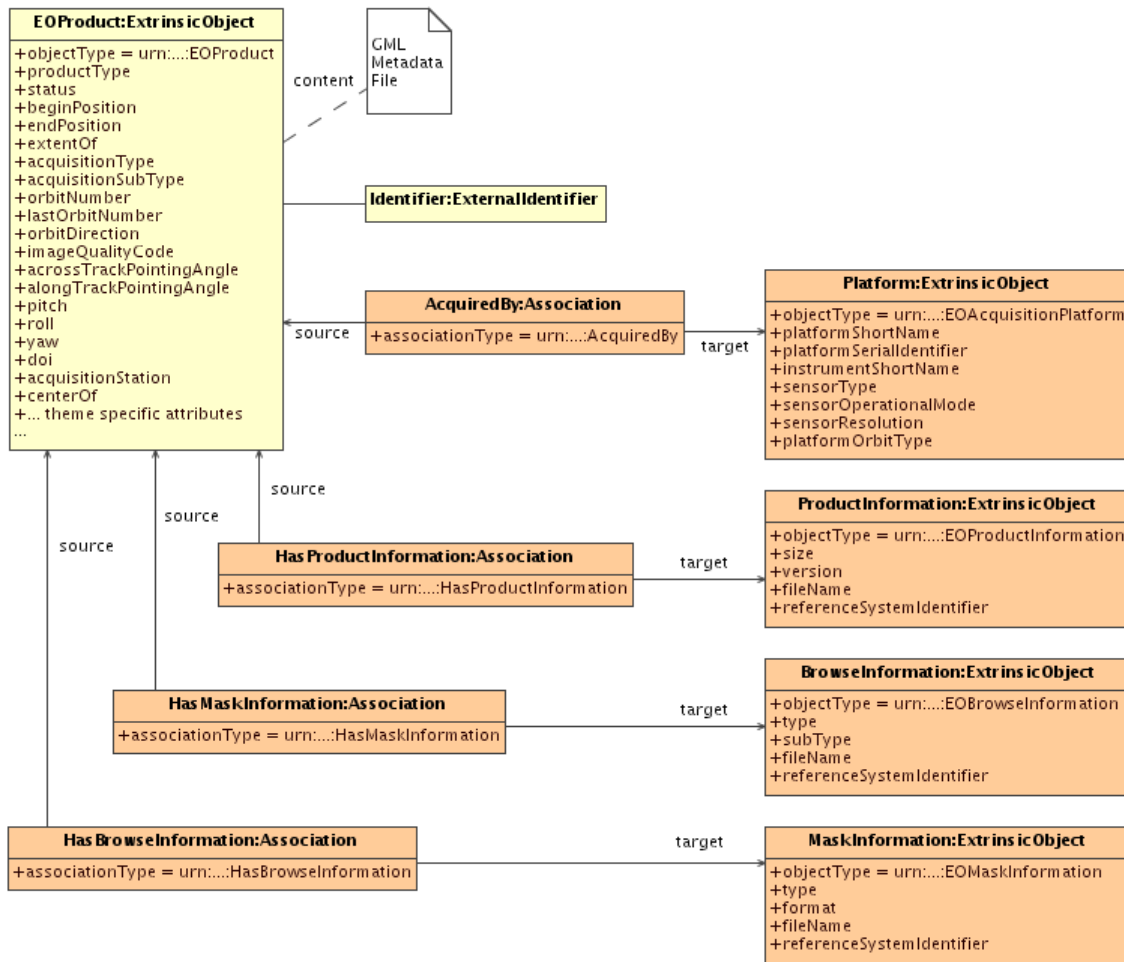 EOProduct:ExtrinsicObject
+objectType = urn:...:EOProduct
+productType
+status
+beginPosition
+endPosition
+extentOf
+acquisitionType
+acquisitionSubType
+orbitNumber
+lastOrbitNumber
+orbitDirection
+imageQualityCode
+acrossTrackPointingAngle
+alongTrackPointingAngle
+pitch
+roll
+yaw
+doi
+acquisitionStation
+centerOf
+... theme specific attributes
...
content
GML
Metadata
File
Identifier:ExternalIdentifier
AcquiredBy:Association
+associationType = urn:...:AcquiredBy
source
target
Platform:ExtrinsicObject
+objectType = urn:...:EOAcquisitionPlatform
+platformShortName
+platformSerialIdentifier
+instrumentShortName
+sensorType
+sensorOperationalMode
+sensorResolution
+platformOrbitType
source
source
source
HasProductInformation:Association
+associationType = urn:...:HasProductInformation
target
ProductInformation:ExtrinsicObject
+objectType = urn:...:EOProductInformation
+size
+version
+fileName
+referenceSystemIdentifier
HasMaskInformation:Association
+associationType = urn:...:HasMaskInformation
target
BrowseInformation:ExtrinsicObject
+objectType = urn:...:EOBrowseInformation
+type
+subType
+fileName
+referenceSystemIdentifier
HasBrowseInformation:Association
+associationType = urn:...:HasBrowseInformation
target
MaskInformation:ExtrinsicObject
+objectType = urn:...:EOMaskInformation
+type
+format
+fileName
+referenceSystemIdentifier